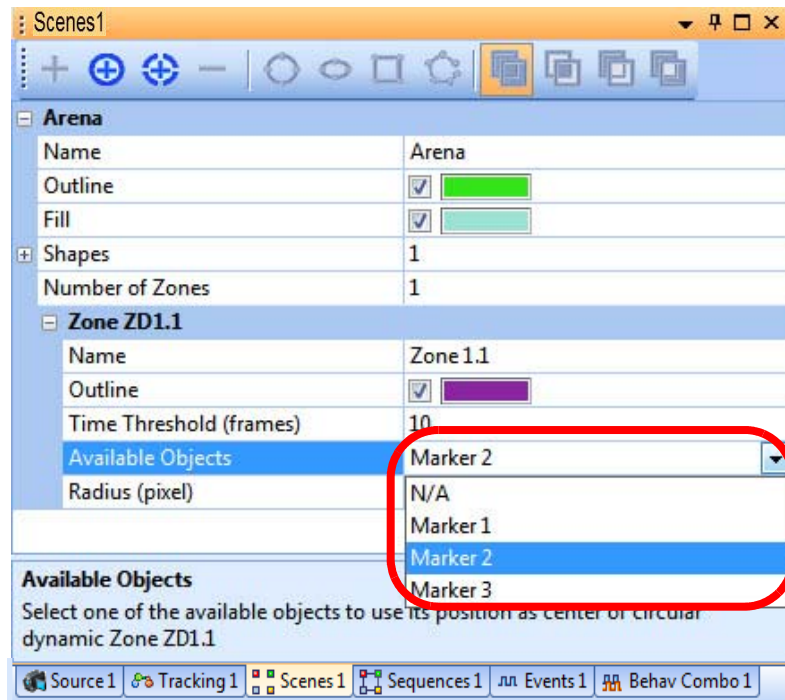 Scenes1
Arena
Name Arena
Outline
Fill
Shapes 1
Number of Zones 1
Zone ZD1.1
Name Zone 1.1
Outline
Time Threshold (frames) 10
Available Objects Marker 2
Radius (pixel) N/A
Marker 1
Marker 2
Marker 3
Available Objects
Select one of the available objects to use its position as center of circular
dynamic Zone ZD1.1
Source 1 Tracking 1 Scenes 1 Sequences 1 Events 1 Behav Combo 1